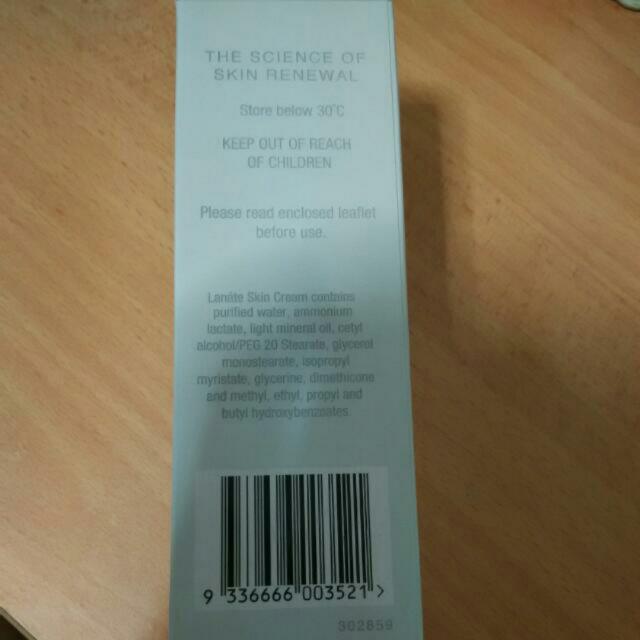 THE SCIENCE OF
SKIN RENEWAL
Store below 30°C
KEEP OUT OF REACH
OF CHILDREN
Please read enclosed leaflet
before use.
Lanáte Skin Cream contains
purified water, ammonium
lactate, light mineral oil, cetyl
alcohol/PEG 20 Stearate, glycerol
monostearate, isopropyl
myristate, glycerine, dimethicone
and methyl, ethyl, propyl and
butyl hydroxybenzoates.
9 336666 003521 >
302859